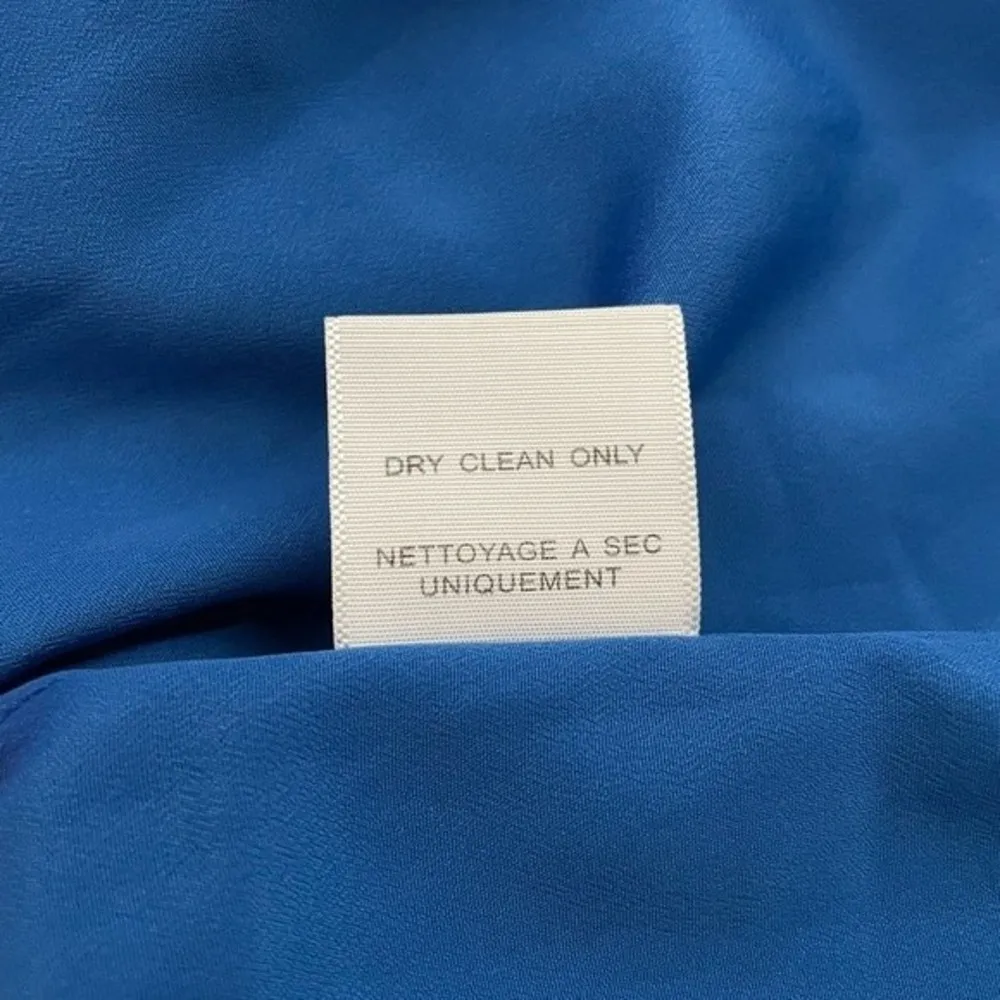 DRY CLEAN ONLY
NETTOYAGE A SEC
UNIQUEMENT